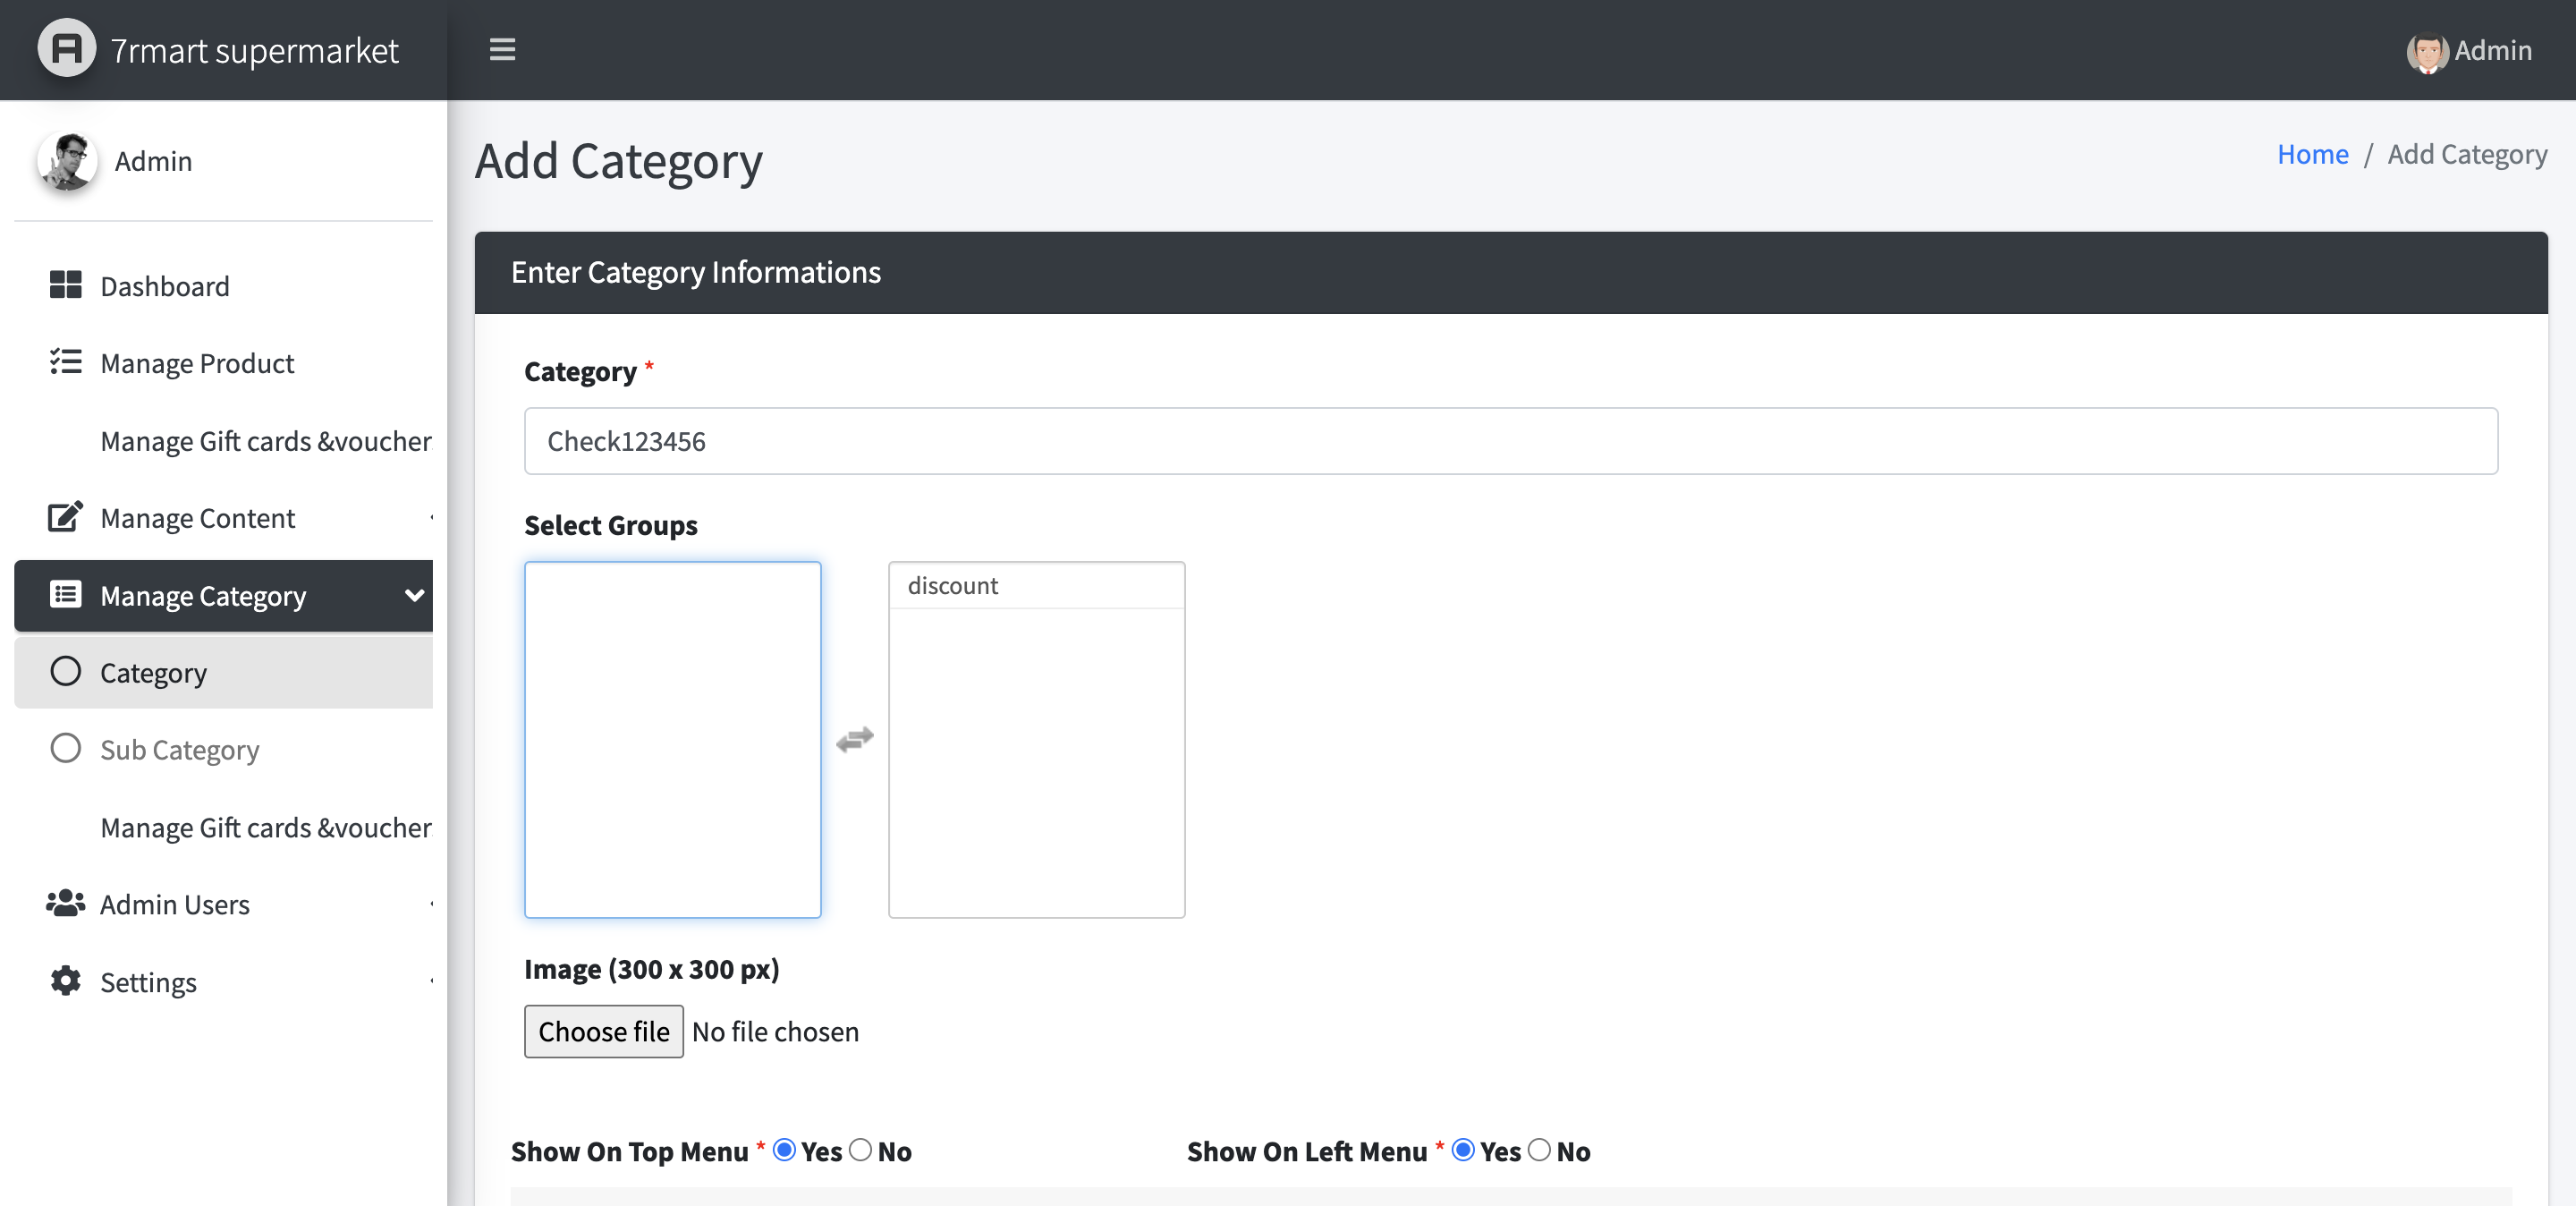 7rmart supermarket
Admin
Admin
Dashboard
Manage Product
Manage Gift cards &voucher
Manage Content
Manage Category
Category
Sub Category
Manage Gift cards &voucher
Admin Users
Settings
Add Category
Home / Add Category
Enter Category Informations
Category *
Check123456
Select Groups
discount
Image (300 x 300 px)
Choose file No file chosen
Show On Top Menu * Yes No
Show On Left Menu * Yes No